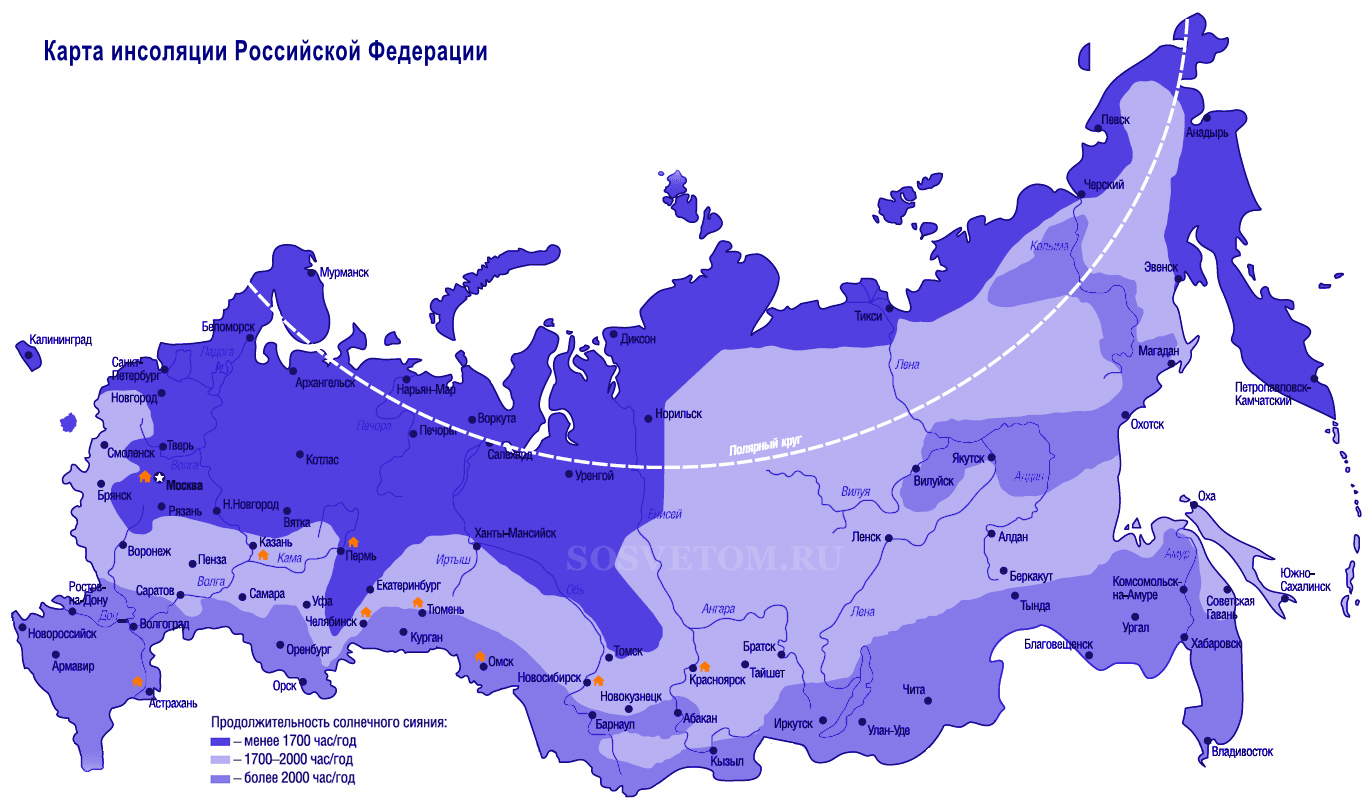 Карта инсоляции Российской Федерации
Певск
Анадырь
Черский
Колыма
Эвенск
Мурманск
Тикси
Беломорск
Диксон
Калининград
Ладога
Санкт-
Петербург
Архангельск
Нарьян-Мар
Магадан
Лена
Петропавловск-
Камчатский
Новгород
Норильск
Воркута
Печора
Печоры
Охотск
Полярный круг
Тверь
Смоленск
Волга
Котлас
Салехард
Якутск
Москва
Уренгой
Вилуйск
Алдан
Брянск
Вилуя
Оха
Рязань
Н.Новгород
Вятка
Енисей
Ханты-Мансийск
Ленск
Алдан
Воронеж
Казань
Пермь
SOSVETOM.RU
Амур
Пенза
Кама
Иртыш
Беркакут
Южно-
Сахалинск
Волга
Екатеринбург
Обь
Комсомольск-
на-Амуре
Ростов-
на-Дону
Саратов
Самара
Уфа
Тюмень
Ангара
Лена
Тында
Советская
Гавань
Дон
Волгоград
Челябинск
Ургал
Новороссийск
Курган
Братск
Благовещенск
Хабаровск
Оренбург
Томск
Армавир
Омск
Тайшет
Новосибирск
Красноярск
Орск
Новокузнецк
Чита
Астрахань
Барнаул
Абакан
Иркутск
Улан-Уде
Продолжительность солнечного сияния:
– менее 1700 час/год
– 1700–2000 час/год
– более 2000 час/год
Кызыл
Владивосток